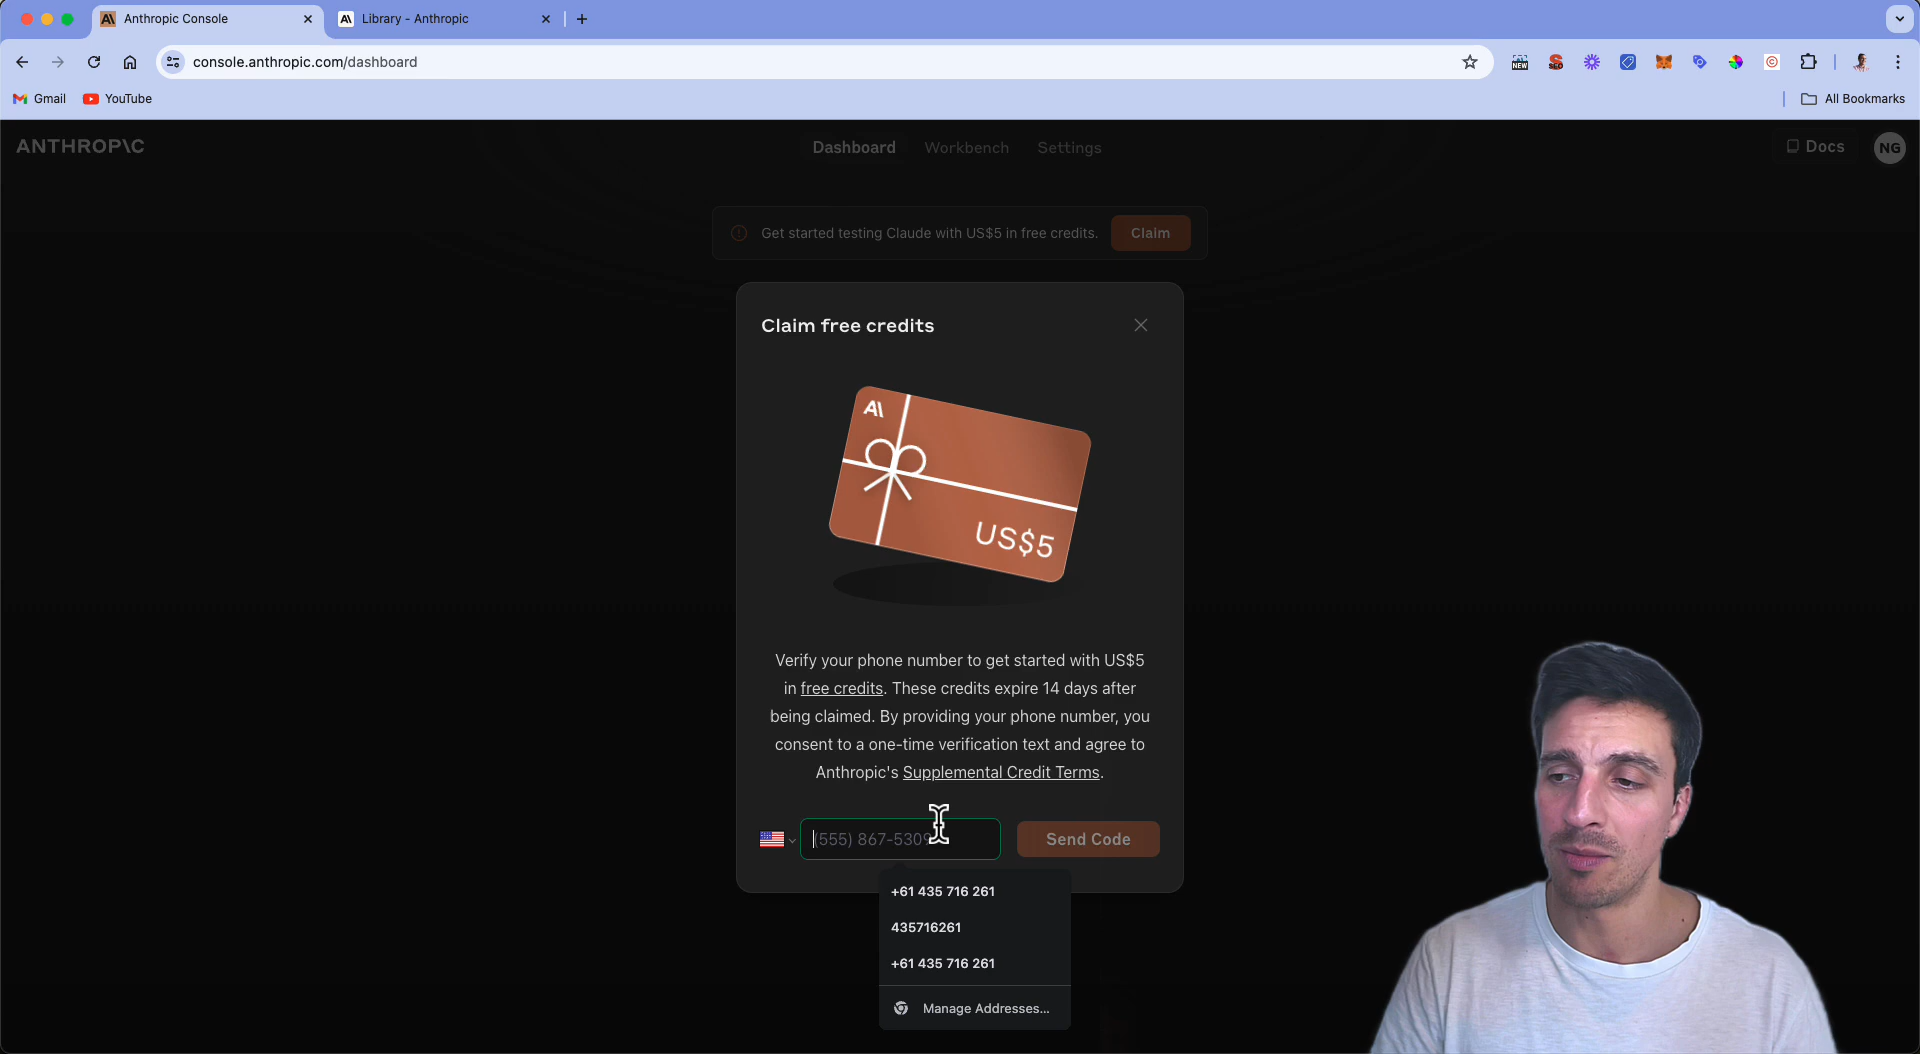 Anthropic Console
Library - Anthropic
console.anthropic.com/dashboard
NEW
SEO
Gmail
YouTube
All Bookmarks
ANTHROP\C
Dashboard
Workbench
Settings
Docs
NG
Get started testing Claude with US$5 in free credits.
Claim
Claim free credits
A\
US$5
Verify your phone number to get started with US$5
in free credits. These credits expire 14 days after
being claimed. By providing your phone number, you
consent to a one-time verification text and agree to
Anthropic's Supplemental Credit Terms.
(555) 867-5309
Send Code
+61 435 716 261
435716261
+61 435 716 261
Manage Addresses...